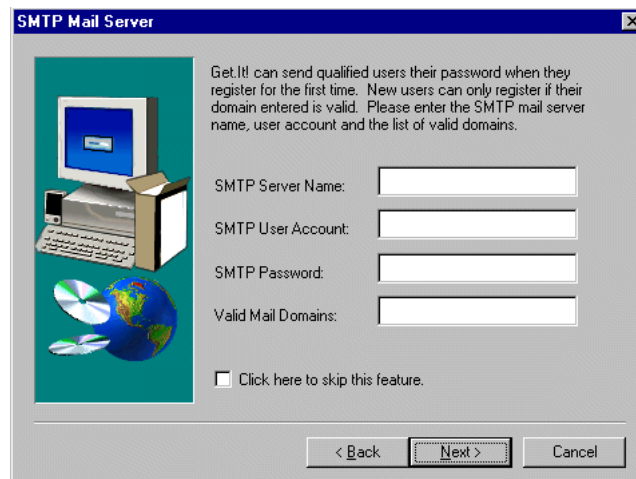 SMTP Mail Server
Get.It! can send qualified users their password when they
register for the first time. New users can only register if their
domain entered is valid. Please enter the SMTP mail server
name, user account and the list of valid domains.
SMTP Server Name:
SMTP User Account:
SMTP Password:
Valid Mail Domains:
Click here to skip this feature.
< Back
Next >
Cancel